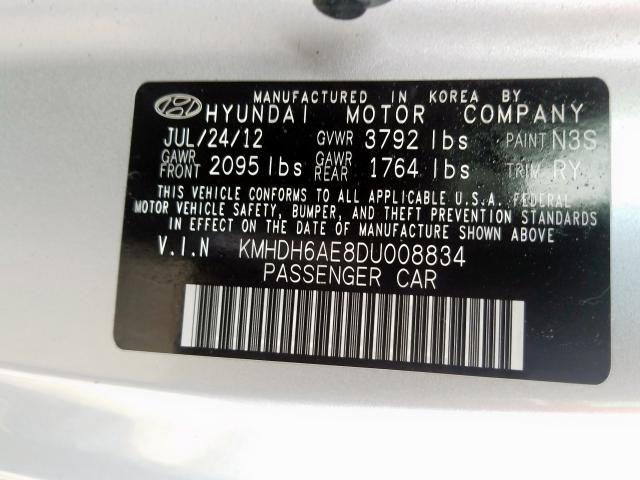 MANUFACTURED IN KOREA BY
HYUNDAI MOTOR COMPANY
JUL/24/12 GVWR 3792 lbs PAINT N3S
GAWR FRONT 2095 lbs GAWR REAR 1764 lbs TRIM RY
THIS VEHICLE CONFORMS TO ALL APPLICABLE U.S.A. FEDERAL
MOTOR VEHICLE SAFETY, BUMPER, AND THEFT PREVENTION STANDARDS
IN EFFECT ON THE DATE OF MANUFACTURE SHOWN ABOVE
V.I.N KMHDH6AE8DU008834
PASSENGER CAR